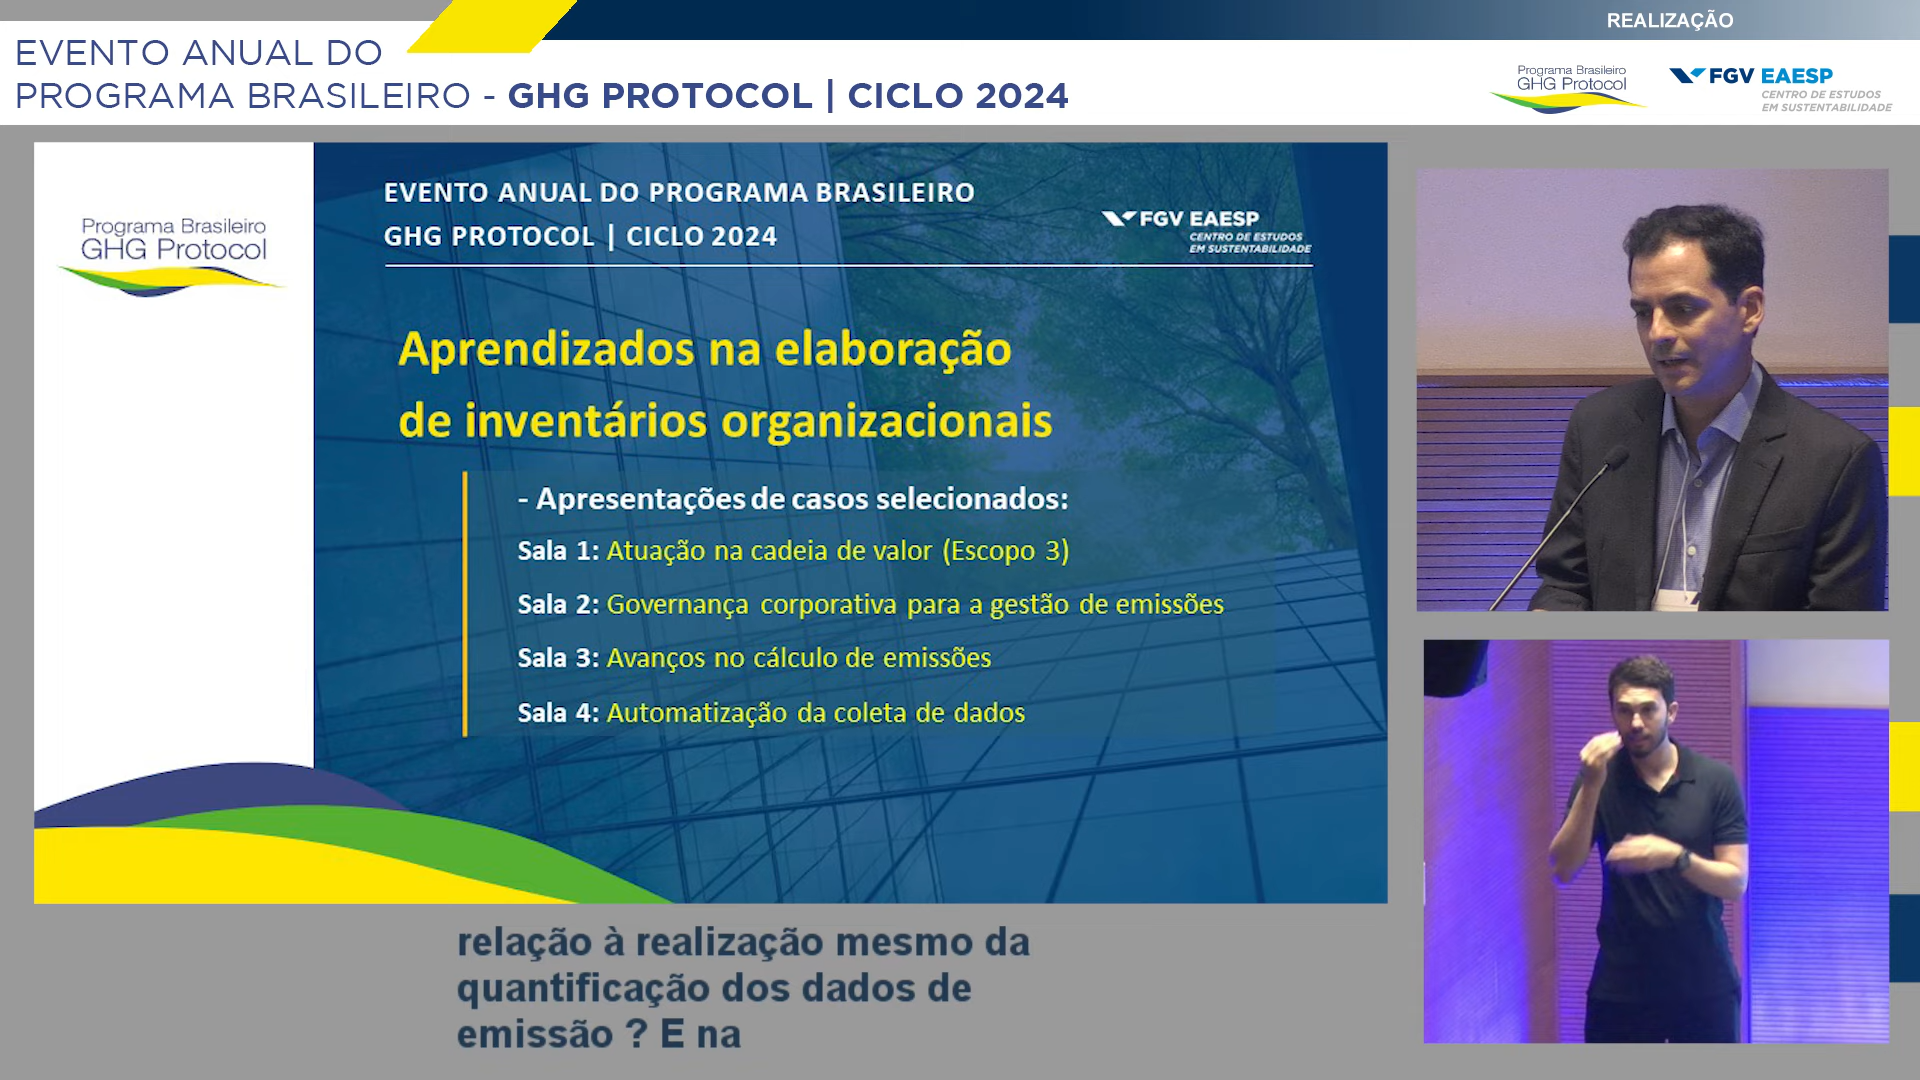 REALIZAÇÃO
EVENTO ANUAL DO
PROGRAMA BRASILEIRO - GHG PROTOCOL | CICLO 2024
Programa Brasileiro
GHG Protocol
FGV EAESP
CENTRO DE ESTUDOS
EM SUSTENTABILIDADE
Programa Brasileiro
GHG Protocol
EVENTO ANUAL DO PROGRAMA BRASILEIRO
GHG PROTOCOL | CICLO 2024
FGV EAESP
CENTRO DE ESTUDOS
EM SUSTENTABILIDADE
Aprendizados na elaboração
de inventários organizacionais
- Apresentações de casos selecionados:
Sala 1: Atuação na cadeia de valor (Escopo 3)
Sala 2: Governança corporativa para a gestão de emissões
Sala 3: Avanços no cálculo de emissões
Sala 4: Automatização da coleta de dados
relação à realização mesmo da
quantificação dos dados de
emissão ? E na